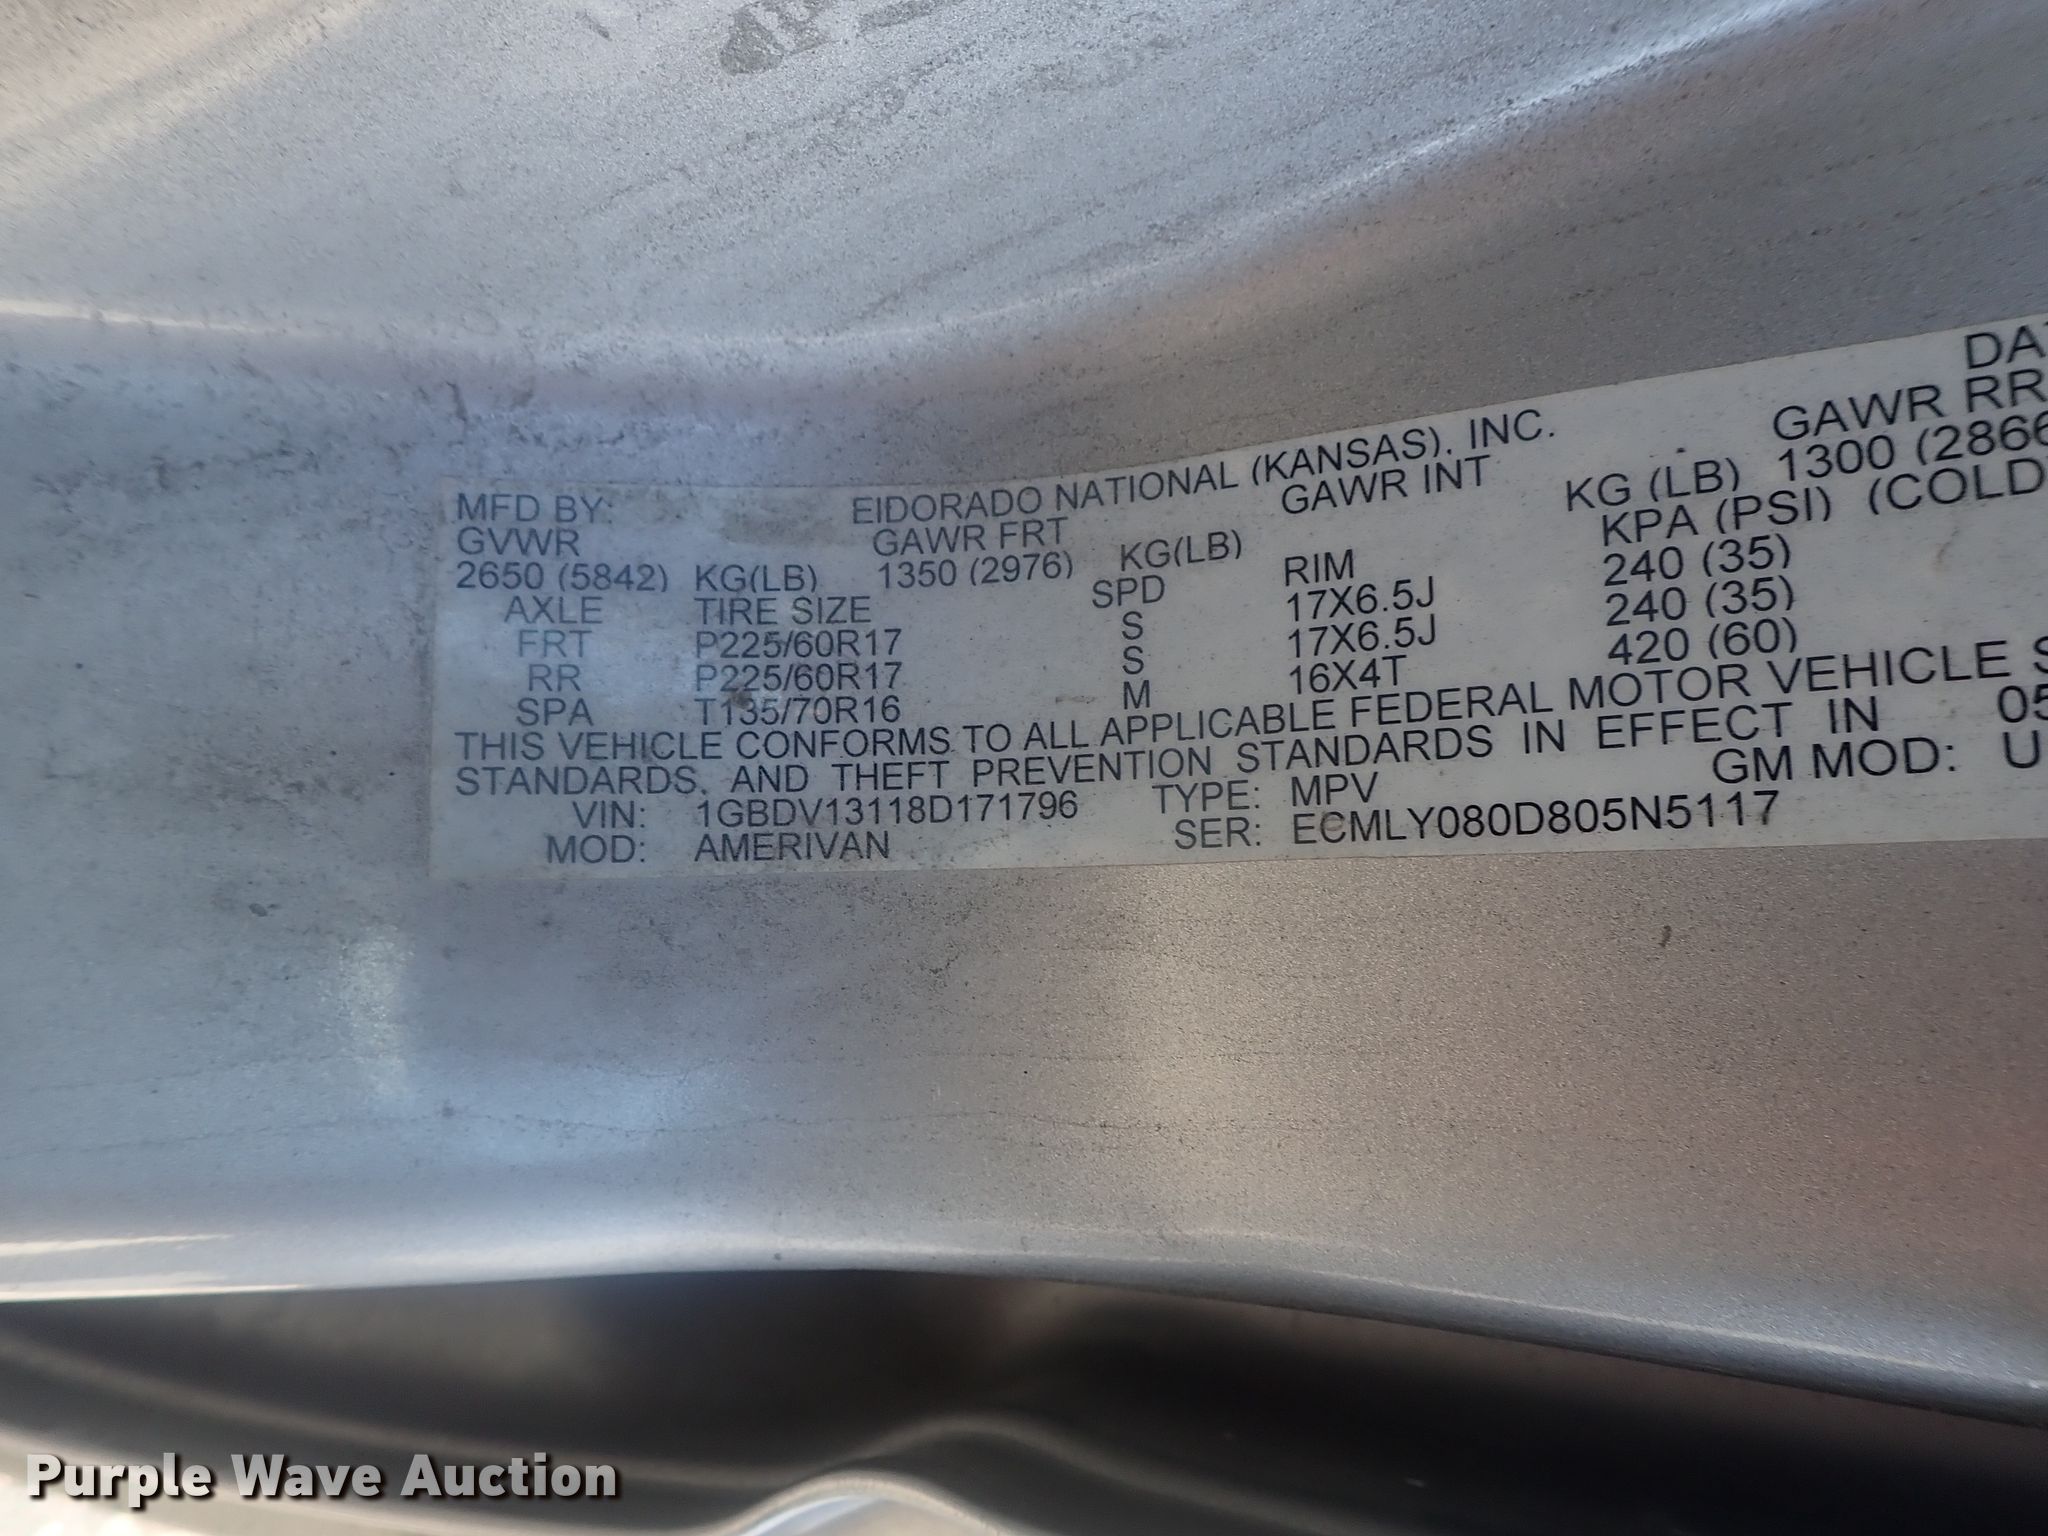 DA
MFD BY: EIDORADO NATIONAL (KANSAS), INC. GAWR RR
GVWR GAWR FRT GAWR INT KG (LB) 1300 (2866
2650 (5842) KG(LB) 1350 (2976) KG(LB) KPA (PSI) (COLD)
AXLE TIRE SIZE SPD RIM 240 (35)
FRT P225/60R17 S 17X6.5J 240 (35)
RR P225/60R17 S 17X6.5J 420 (60)
SPA T135/70R16 M 16X4T
THIS VEHICLE CONFORMS TO ALL APPLICABLE FEDERAL MOTOR VEHICLE S
STANDARDS, AND THEFT PREVENTION STANDARDS IN EFFECT IN 05
VIN: 1GBDV13118D171796 TYPE: MPV GM MOD: U
MOD: AMERIVAN SER: ECMLY080D805N5117
Purple Wave Auction